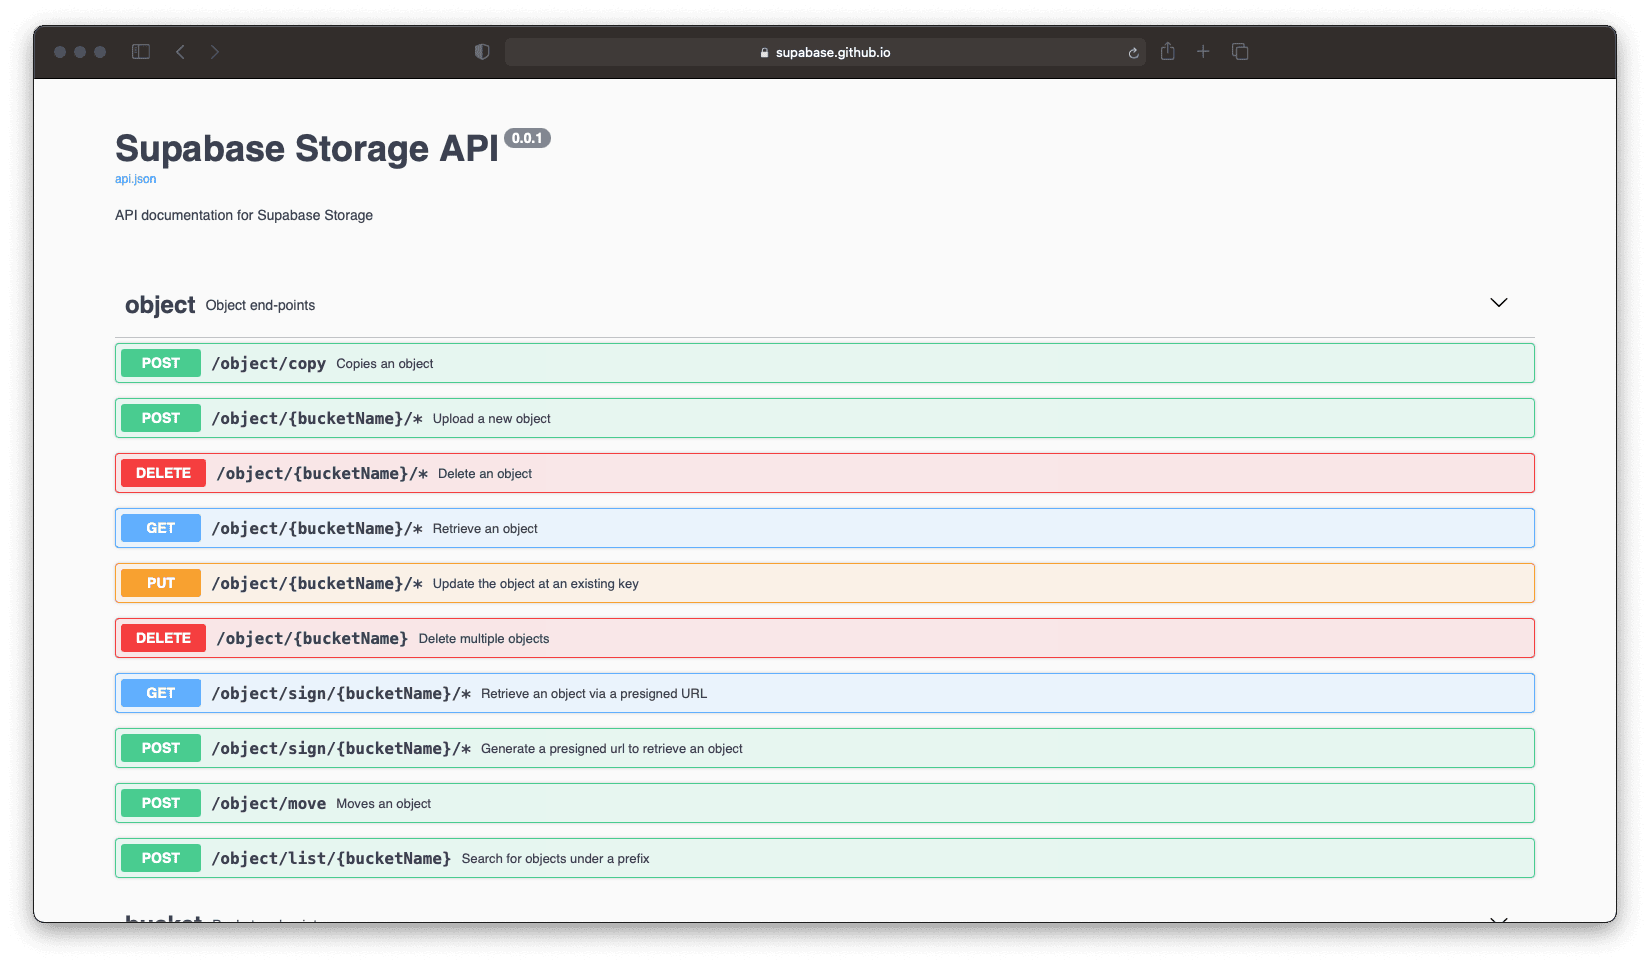 supabase.github.io
Supabase Storage API 0.0.1
api.json
API documentation for Supabase Storage
object Object end-points
POST /object/copy Copies an object
POST /object/{bucketName}/* Upload a new object
DELETE /object/{bucketName}/* Delete an object
GET /object/{bucketName}/* Retrieve an object
PUT /object/{bucketName}/* Update the object at an existing key
DELETE /object/{bucketName} Delete multiple objects
GET /object/sign/{bucketName}/* Retrieve an object via a presigned URL
POST /object/sign/{bucketName}/* Generate a presigned url to retrieve an object
POST /object/move Moves an object
POST /object/list/{bucketName} Search for objects under a prefix
bucket